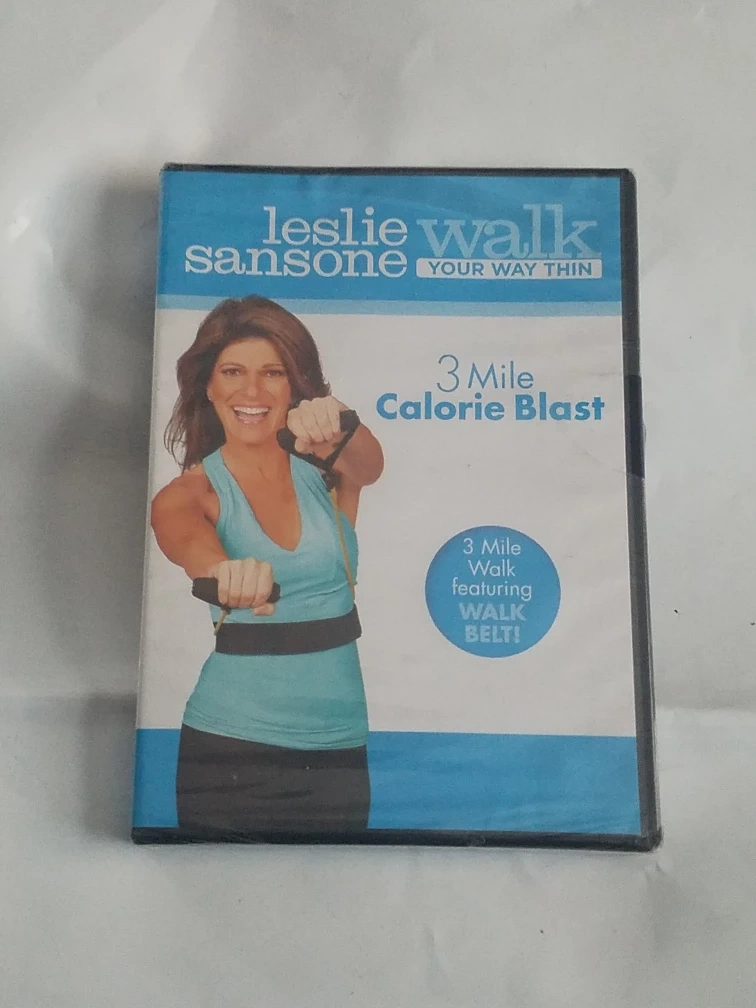 leslie
sansone
walk
YOUR WAY THIN
3 Mile
Calorie Blast
3 Mile
Walk
featuring
WALK
BELT!